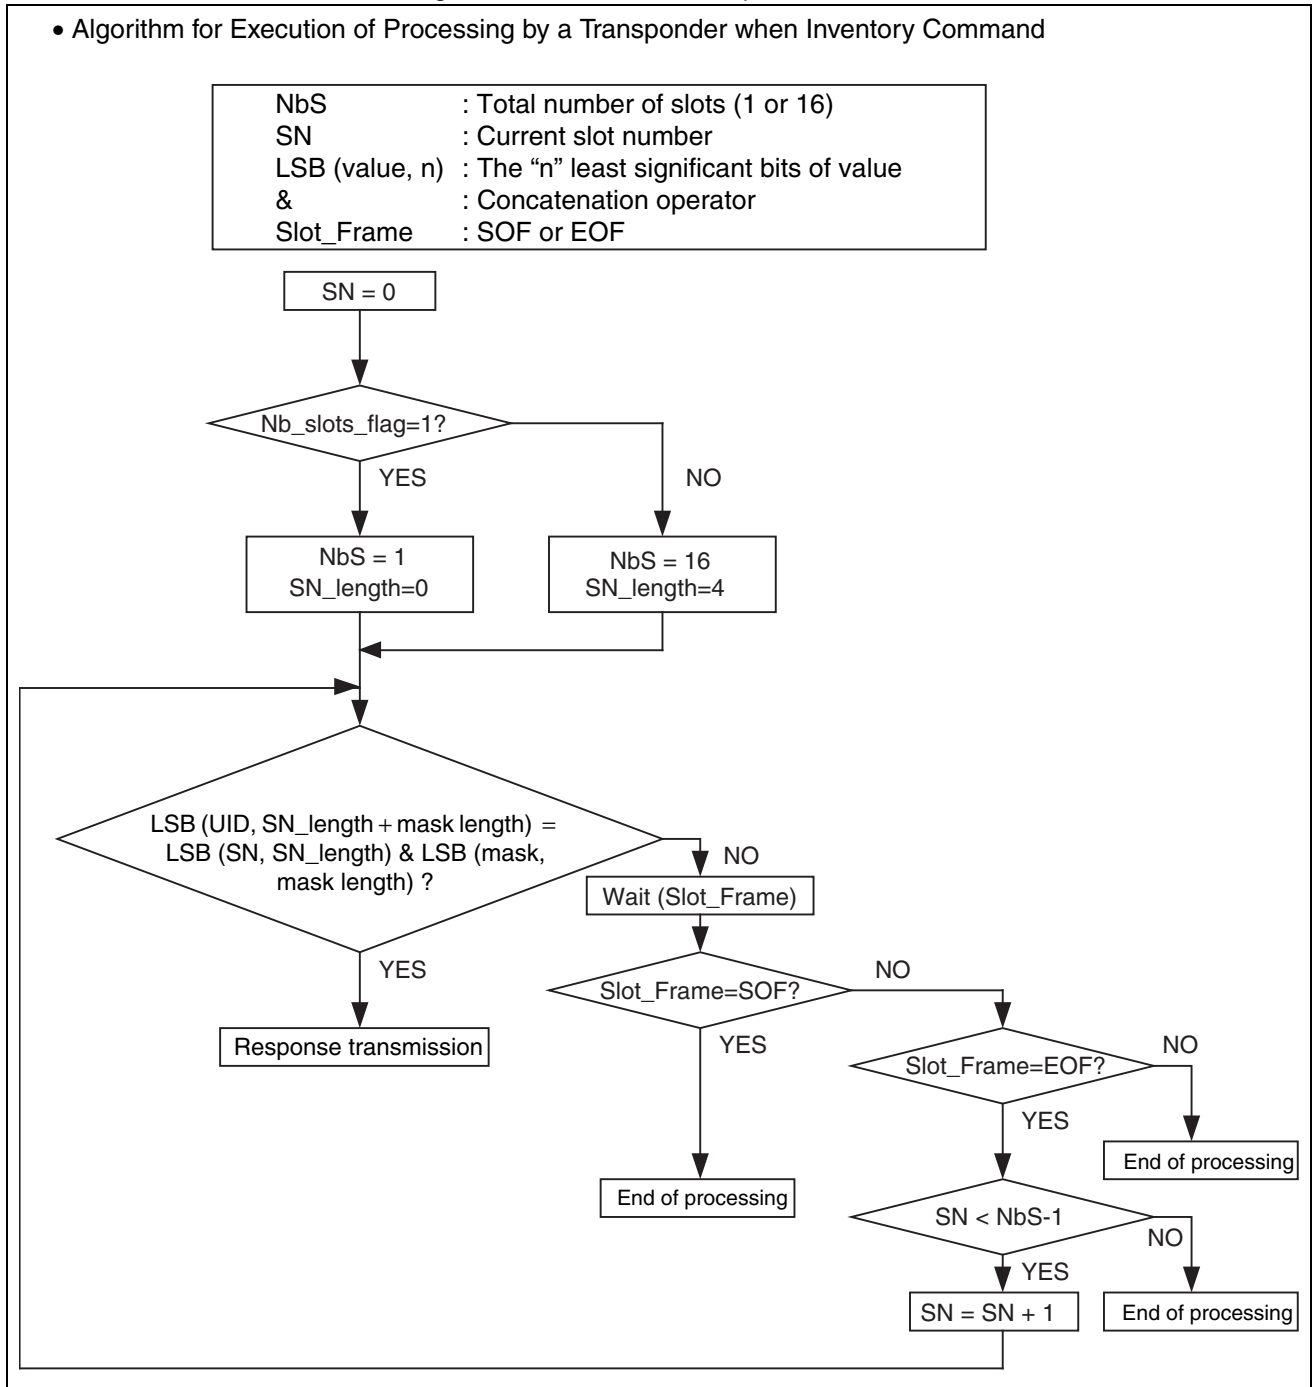 • Algorithm for Execution of Processing by a Transponder when Inventory Command
NbS : Total number of slots (1 or 16)
SN : Current slot number
LSB (value, n) : The “n” least significant bits of value
& : Concatenation operator
Slot_Frame : SOF or EOF
SN = 0
Nb_slots_flag=1?
YES
NO
NbS = 1
SN_length=0
NbS = 16
SN_length=4
LSB (UID, SN_length + mask length) =
LSB (SN, SN_length) & LSB (mask,
mask length) ?
NO
Wait (Slot_Frame)
YES
Response transmission
Slot_Frame=SOF?
NO
YES
End of processing
Slot_Frame=EOF?
NO
YES
End of processing
SN < NbS-1
NO
YES
SN = SN + 1
End of processing